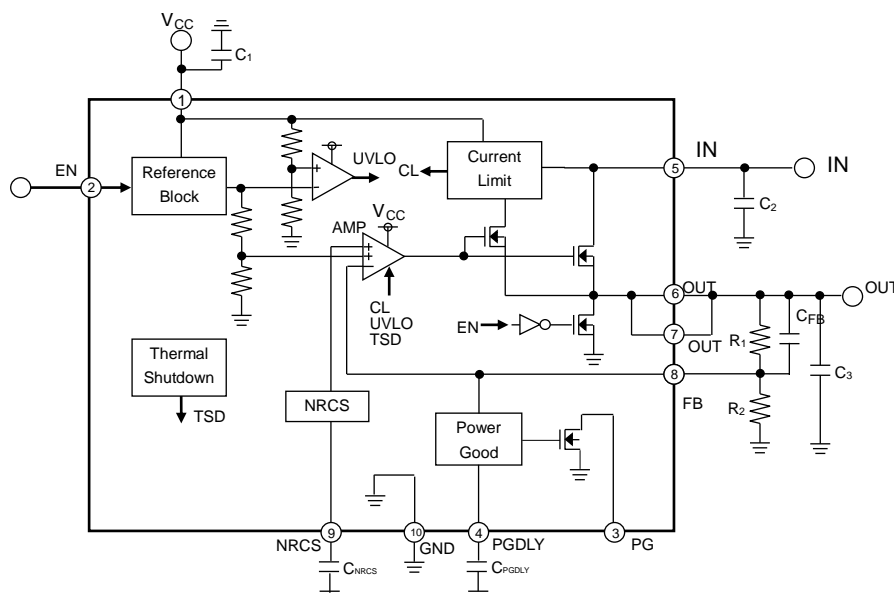 VCC
C1
1
EN
2
Reference
Block
UVLO
CL
Current
Limit
IN
5
IN
C2
AMP
VCC
CL
UVLO
TSD
EN
OUT
6
7
OUT
OUT
R1
CFB
C3
8
FB
R2
Thermal
Shutdown
TSD
NRCS
Power
Good
9
NRCS
CNRCS
10
GND
4
PGDLY
CPGDLY
3
PG